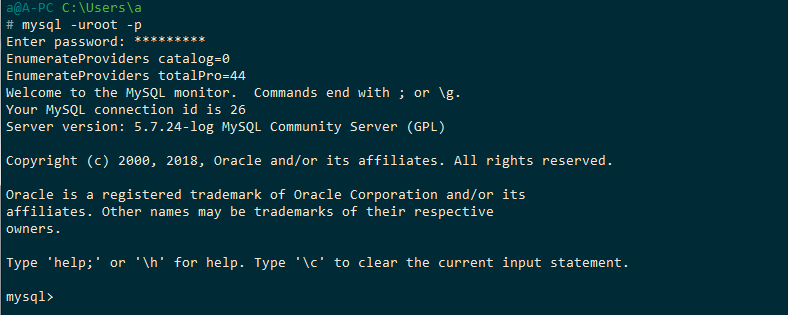 a@A-PC C:\Users\a
# mysql -uroot -p
Enter password: *********
EnumerateProviders catalog=0
EnumerateProviders totalPro=44
Welcome to the MySQL monitor.  Commands end with ; or \g.
Your MySQL connection id is 26
Server version: 5.7.24-log MySQL Community Server (GPL)
Copyright (c) 2000, 2018, Oracle and/or its affiliates. All rights reserved.
Oracle is a registered trademark of Oracle Corporation and/or its
affiliates. Other names may be trademarks of their respective
owners.
Type 'help;' or '\h' for help. Type '\c' to clear the current input statement.
mysql>